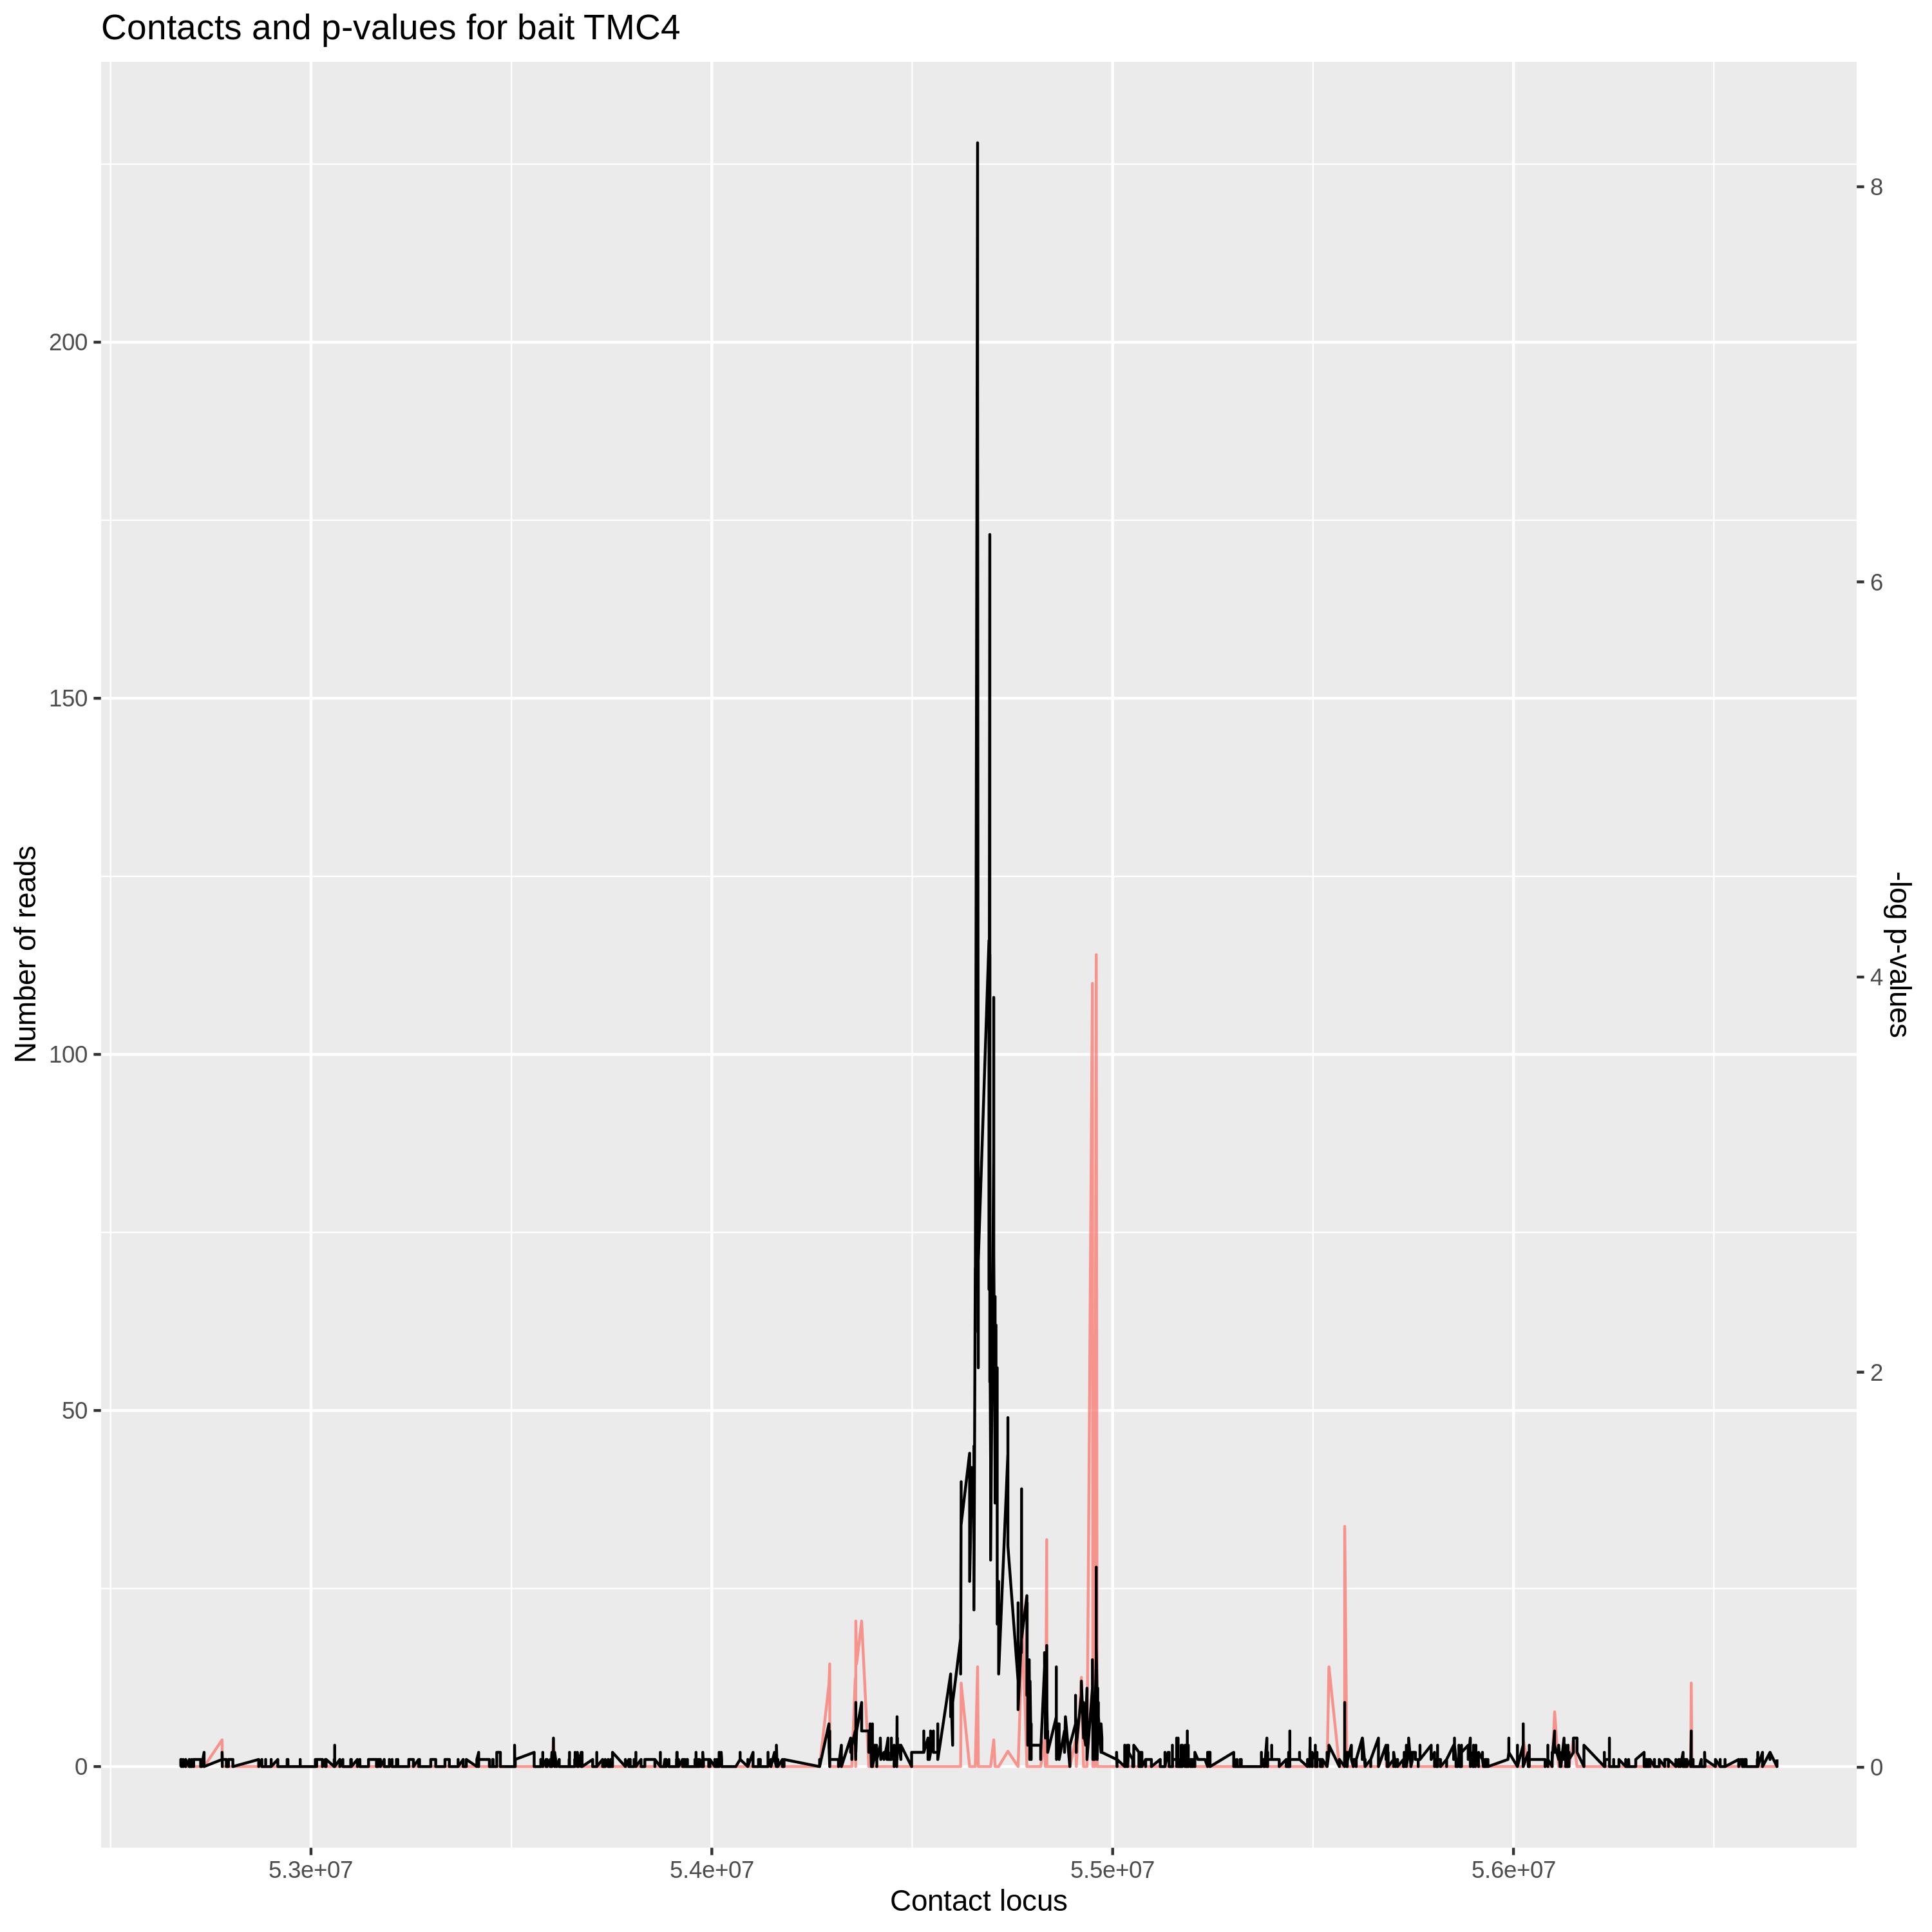 Contacts and p-values for bait TMC4
Number of reads
200
150
100
50
0
8
6
4
2
0
-log p-values
5.3e+07
5.4e+07
5.5e+07
5.6e+07
Contact locus